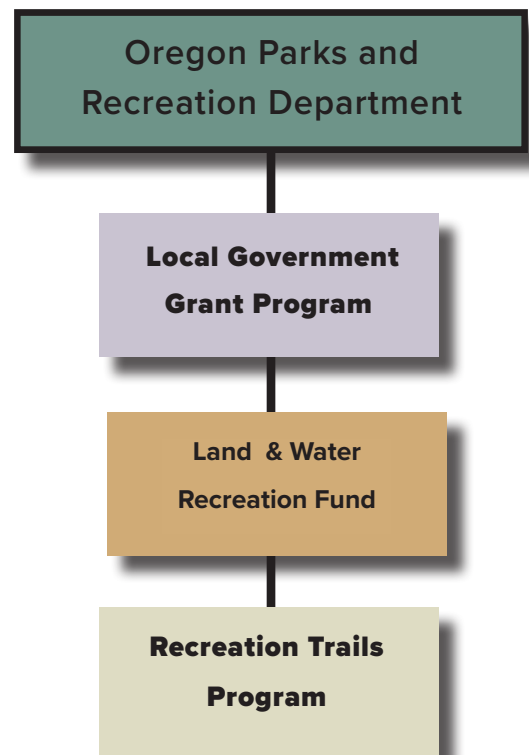 Oregon Parks and
Recreation Department
Local Government
Grant Program
Land & Water
Recreation Fund
Recreation Trails
Program